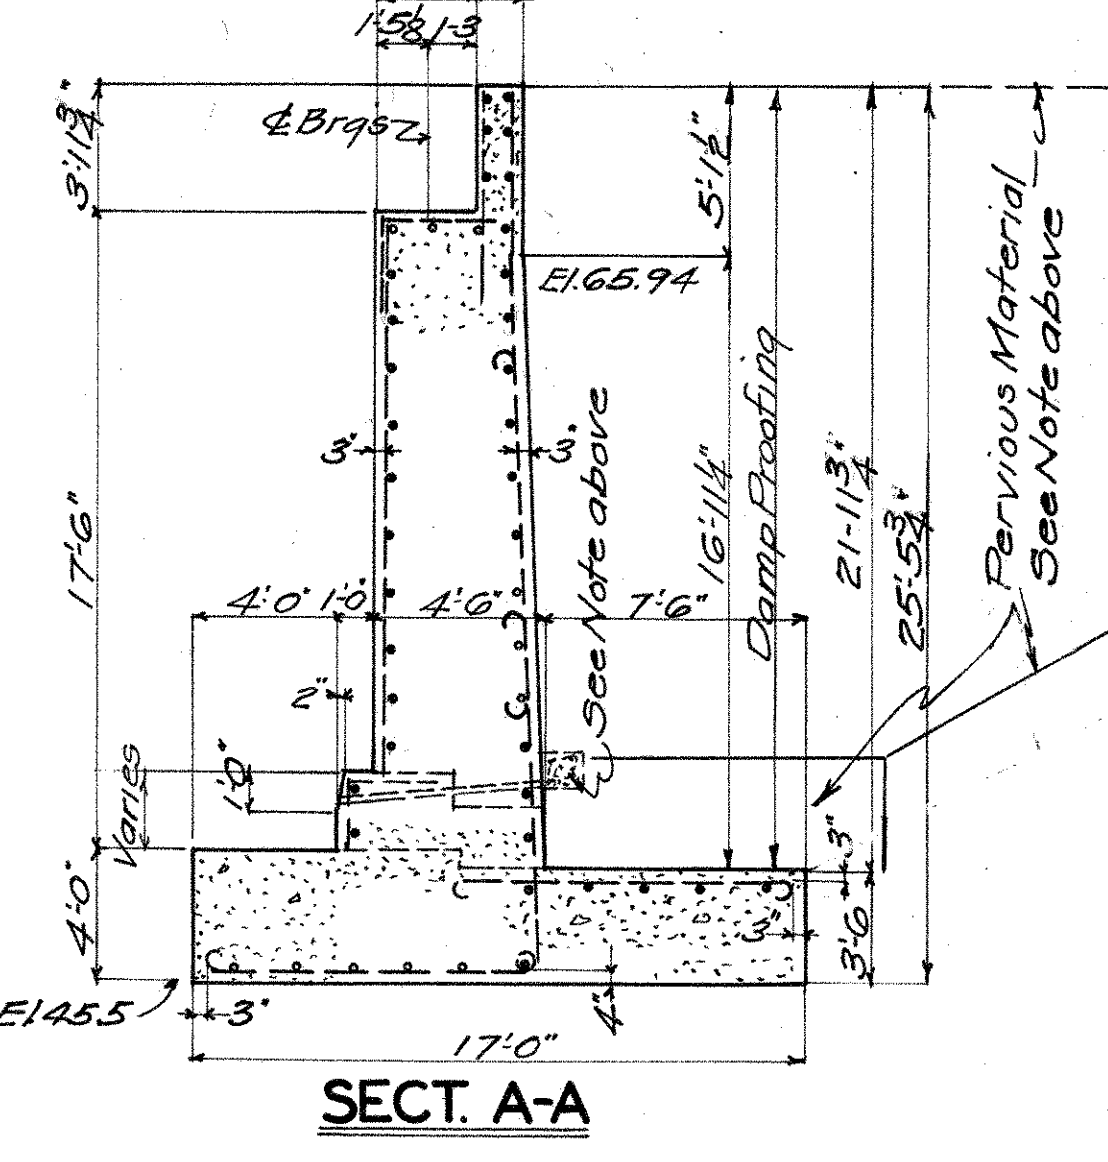 1'-5⅛ 1-3
℄ Brgs
3'-11¾"
5'-1½"
El.65.94
Pervious Material
See Note above
Damp Proofing
3"
3"
See Note above
16'-11¼"
21-11¾"
25'-5¾"
17'-6"
4'-0" 1'-0" 4'-6" 7'-6"
2"
1'-0"
Varies
4'-0"
3"
3"
3'-6"
El.45.5
3"
4"
17'-0"
SECT. A-A